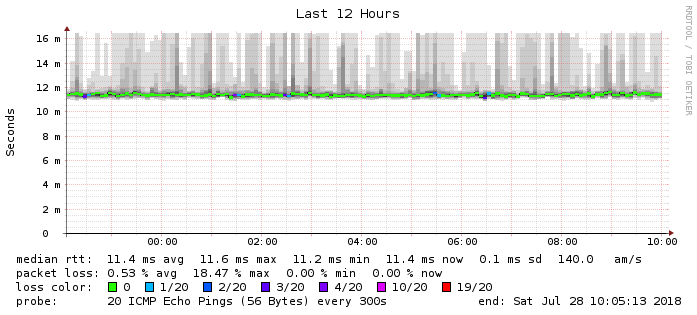 Last 12 Hours
RRDTOOL / TOBI OETIKER
Seconds
16 m
14 m
12 m
10 m
8 m
6 m
4 m
2 m
0
00:00 02:00 04:00 06:00 08:00 10:00
median rtt: 11.4 ms avg 11.6 ms max 11.2 ms min 11.4 ms now 0.1 ms sd 140.0 am/s
packet loss: 0.53 % avg 18.47 % max 0.00 % min 0.00 % now
loss color: 0 1/20 2/20 3/20 4/20 10/20 19/20
probe: 20 ICMP Echo Pings (56 Bytes) every 300s end: Sat Jul 28 10:05:13 2018